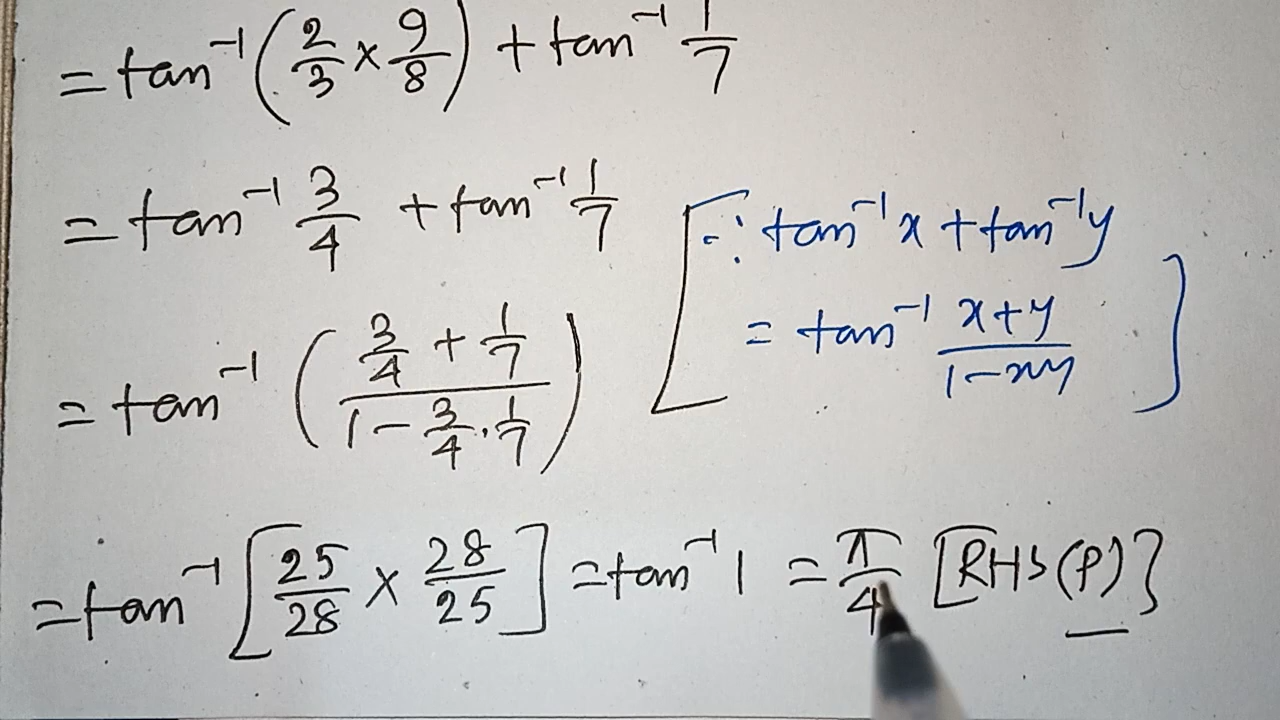 = tan⁻¹(2/3 × 9/8) + tan⁻¹ 1/7
= tan⁻¹ 3/4 + tan⁻¹ 1/7
[∵ tan⁻¹x + tan⁻¹y
= tan⁻¹ (x+y)/(1-xy)]
= tan⁻¹((3/4 + 1/7)/(1 - 3/4 · 1/7))
= tan⁻¹[25/28 × 28/25] = tan⁻¹ 1 = π/4 [RHS(P)]